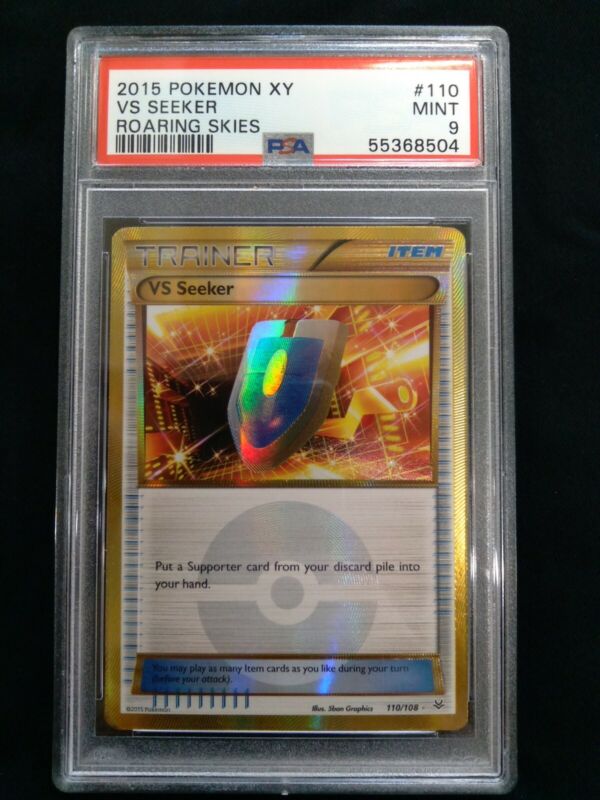 2015 POKEMON XY #110
VS SEEKER MINT
ROARING SKIES 9
PSA 55368504
TRAINER ITEM
VS Seeker
Put a Supporter card from your discard pile into
your hand.
You may play as many Item cards as you like during your turn
(before your attack).
©2015 Pokémon Illus. 5ban Graphics 110/108